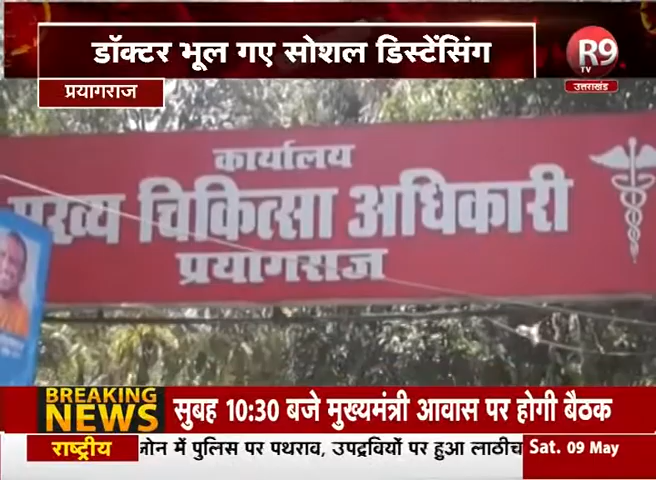 डॉक्टर भूल गए सोशल डिस्टेंसिंग
R9
TV
उत्तराखंड
प्रयागराज
कार्यालय
मुख्य चिकित्सा अधिकारी
प्रयागराज
BREAKING NEWS
सुबह 10:30 बजे मुख्यमंत्री आवास पर होगी बैठक
राष्ट्रीय
में पुलिस पर पथराव, उपद्रवियों पर हुआ
Sat. 09 May